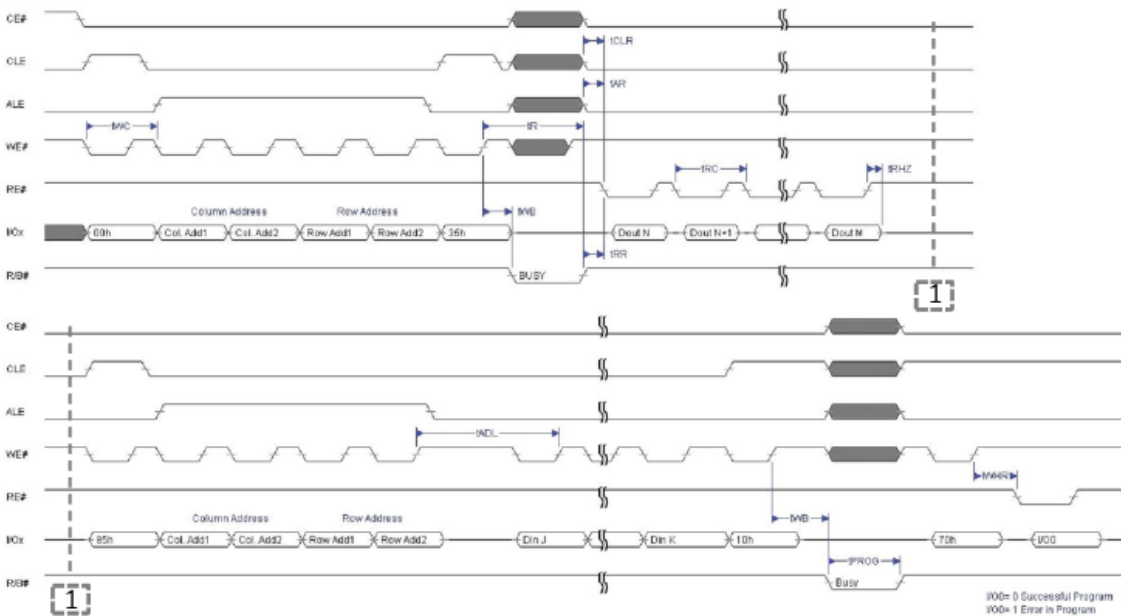 CE#
tCLR
CLE
tAR
ALE
tWC
tR
WE#
tRC
tRHZ
RE#
Column Address Row Address
tWB
I/Ox
00h Col. Add1 Col. Add2 Row Add1 Row Add2 35h Dout N Dout N+1 Dout M
tRR
R/B#
BUSY
1
CE#
CLE
ALE
tADL
WE#
tWHR
RE#
Column Address Row Address
tWB
I/Ox
85h Col. Add1 Col. Add2 Row Add1 Row Add2 Din J Din K 10h 70h I/O0
tPROG
R/B#
Busy
1
I/O0= 0 Successful Program
I/O0= 1 Error in Program